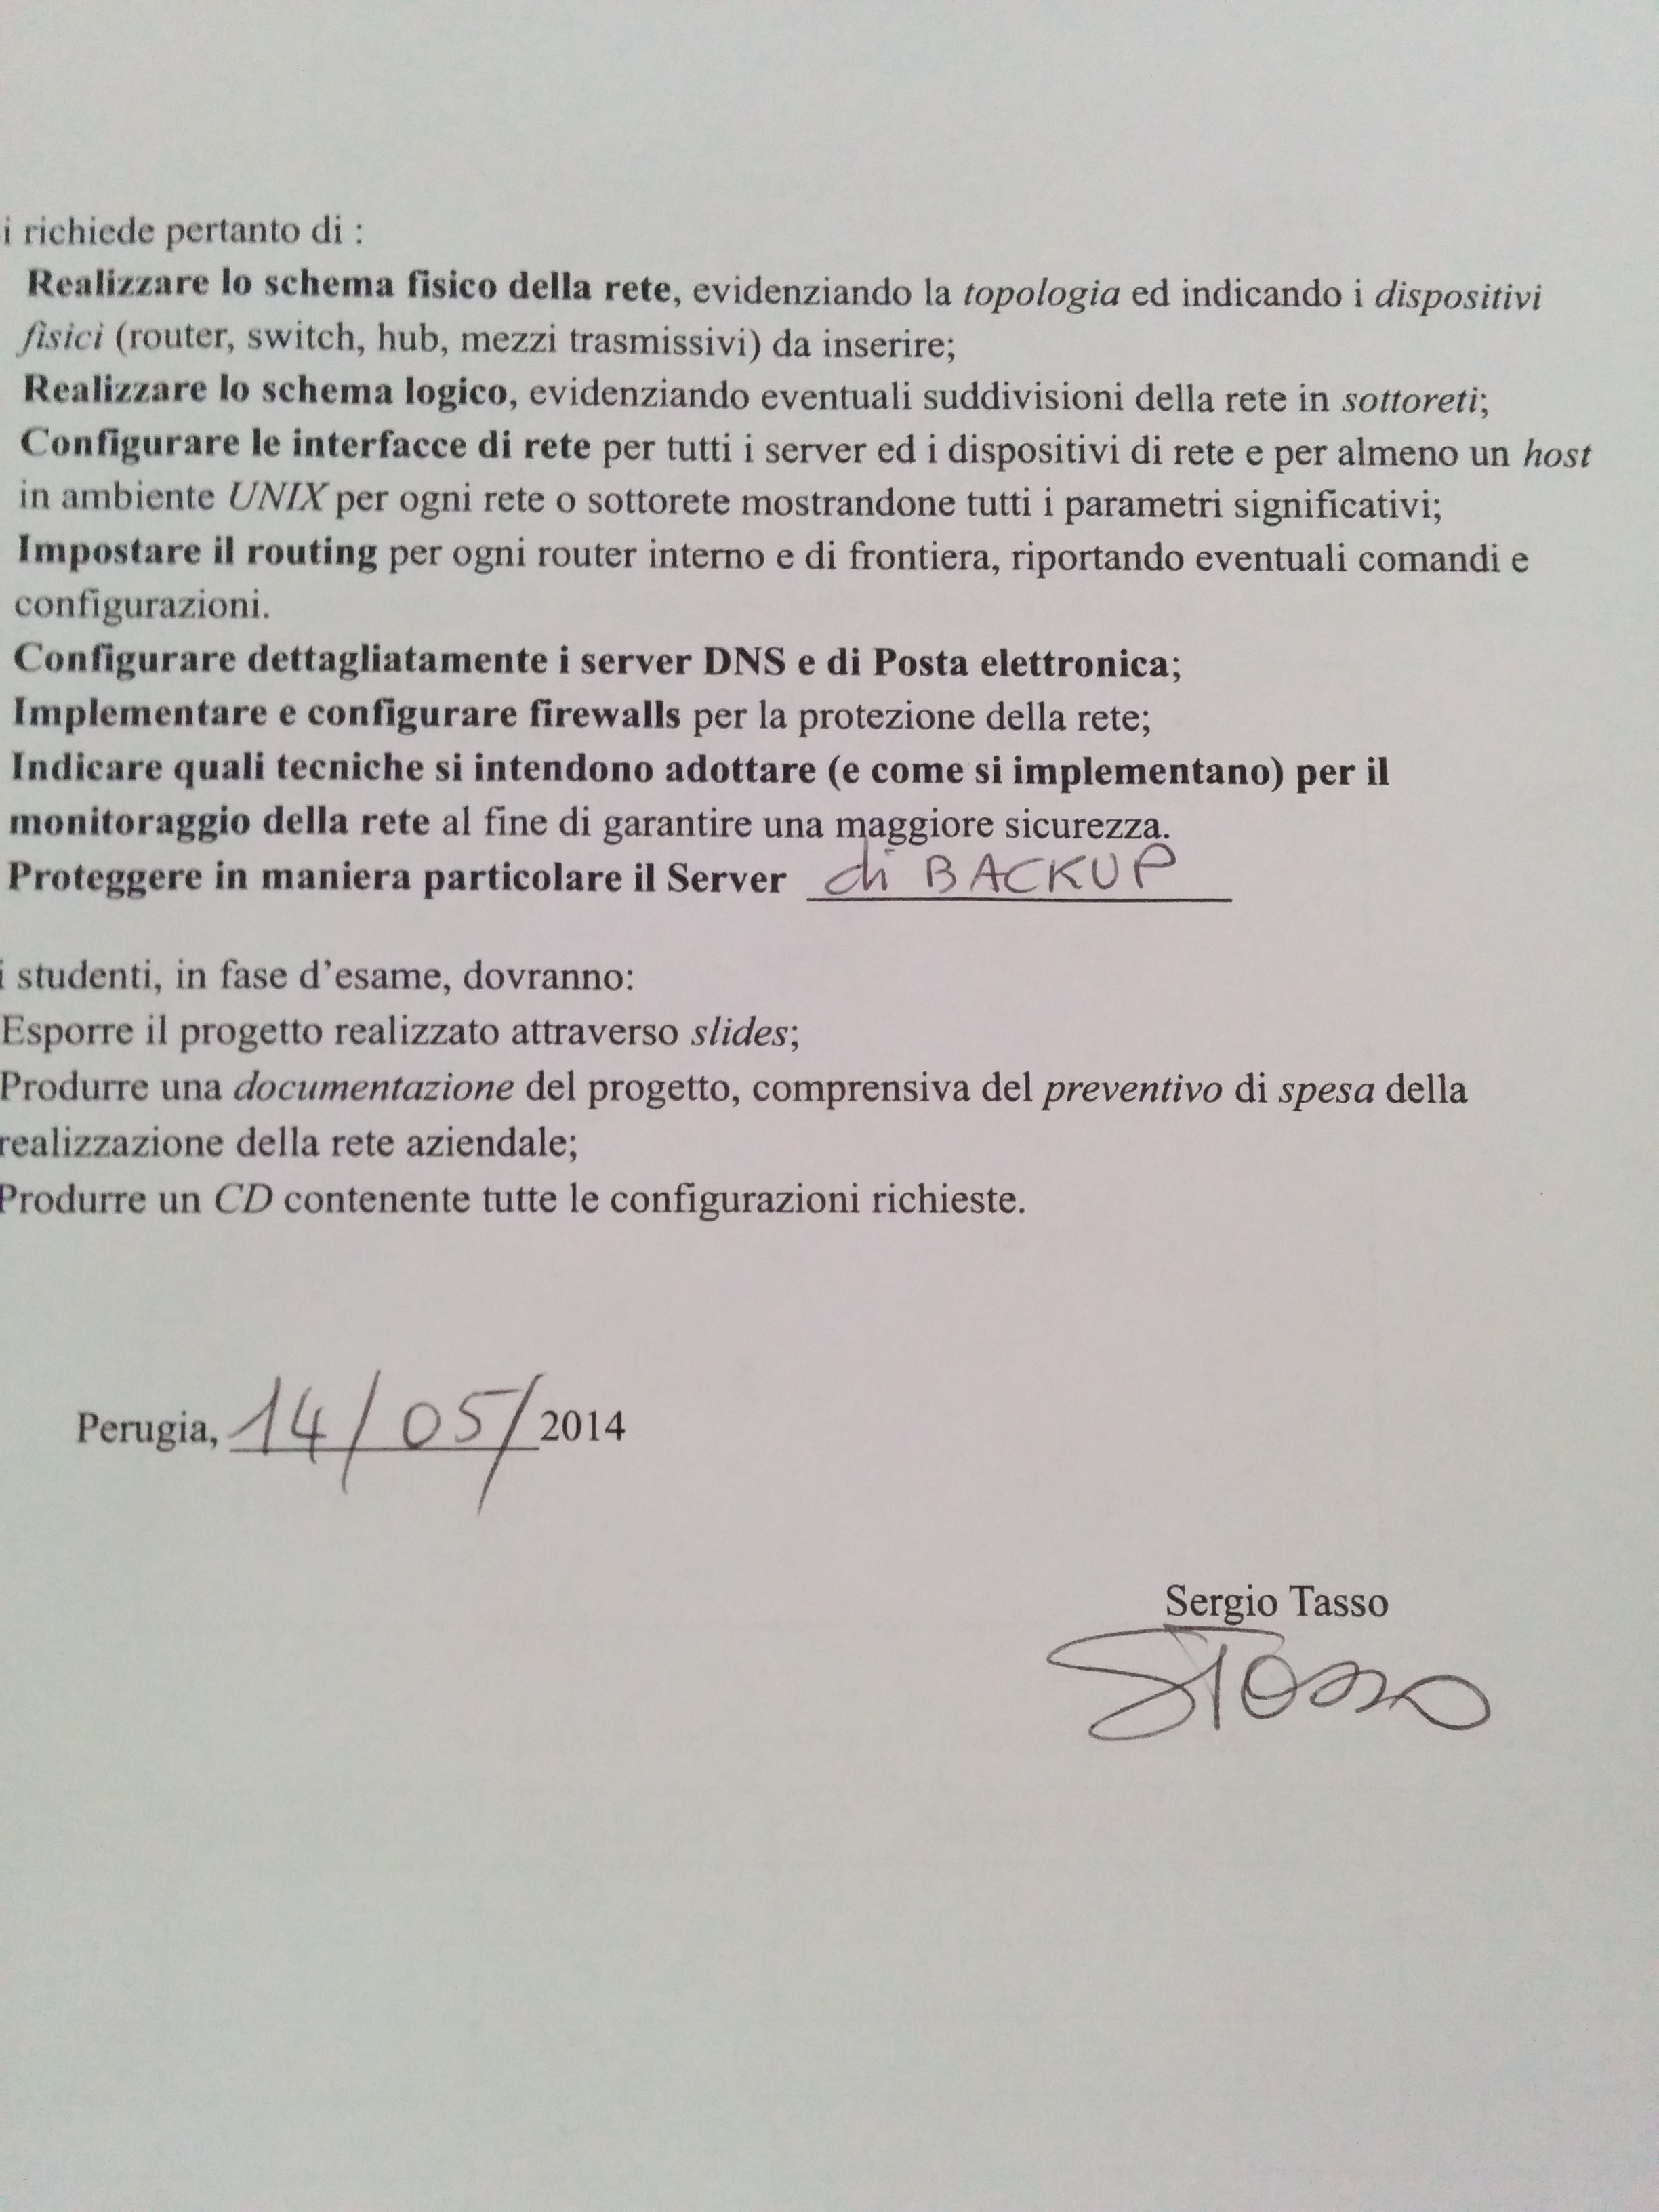 i richiede pertanto di :
Realizzare lo schema fisico della rete, evidenziando la topologia ed indicando i dispositivi
fisici (router, switch, hub, mezzi trasmissivi) da inserire;
Realizzare lo schema logico, evidenziando eventuali suddivisioni della rete in sottoreti;
Configurare le interfacce di rete per tutti i server ed i dispositivi di rete e per almeno un host
in ambiente UNIX per ogni rete o sottorete mostrandone tutti i parametri significativi;
Impostare il routing per ogni router interno e di frontiera, riportando eventuali comandi e
configurazioni.
Configurare dettagliatamente i server DNS e di Posta elettronica;
Implementare e configurare firewalls per la protezione della rete;
Indicare quali tecniche si intendono adottare (e come si implementano) per il
monitoraggio della rete al fine di garantire una maggiore sicurezza.
Proteggere in maniera particolare il Server di BACKUP
i studenti, in fase d'esame, dovranno:
Esporre il progetto realizzato attraverso slides;
Produrre una documentazione del progetto, comprensiva del preventivo di spesa della
realizzazione della rete aziendale;
Produrre un CD contenente tutte le configurazioni richieste.
Perugia, 14/05/2014
Sergio Tasso
STasso